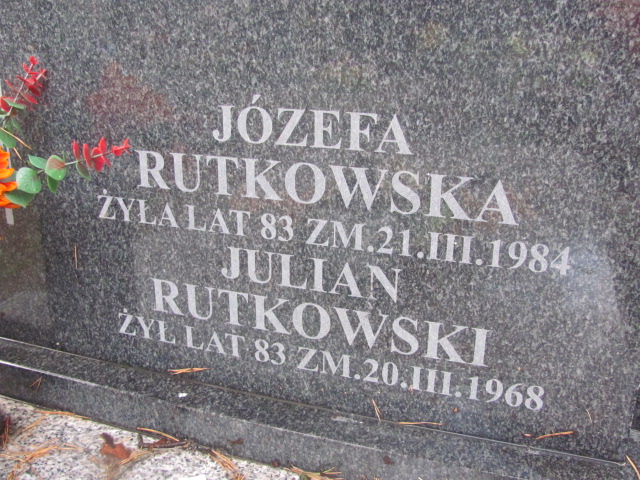 JÓZEFA
RUTKOWSKA
ŻYŁA LAT 83 ZM.21.III.1984
JULIAN
RUTKOWSKI
ŻYŁ LAT 83 ZM.20.III.1968